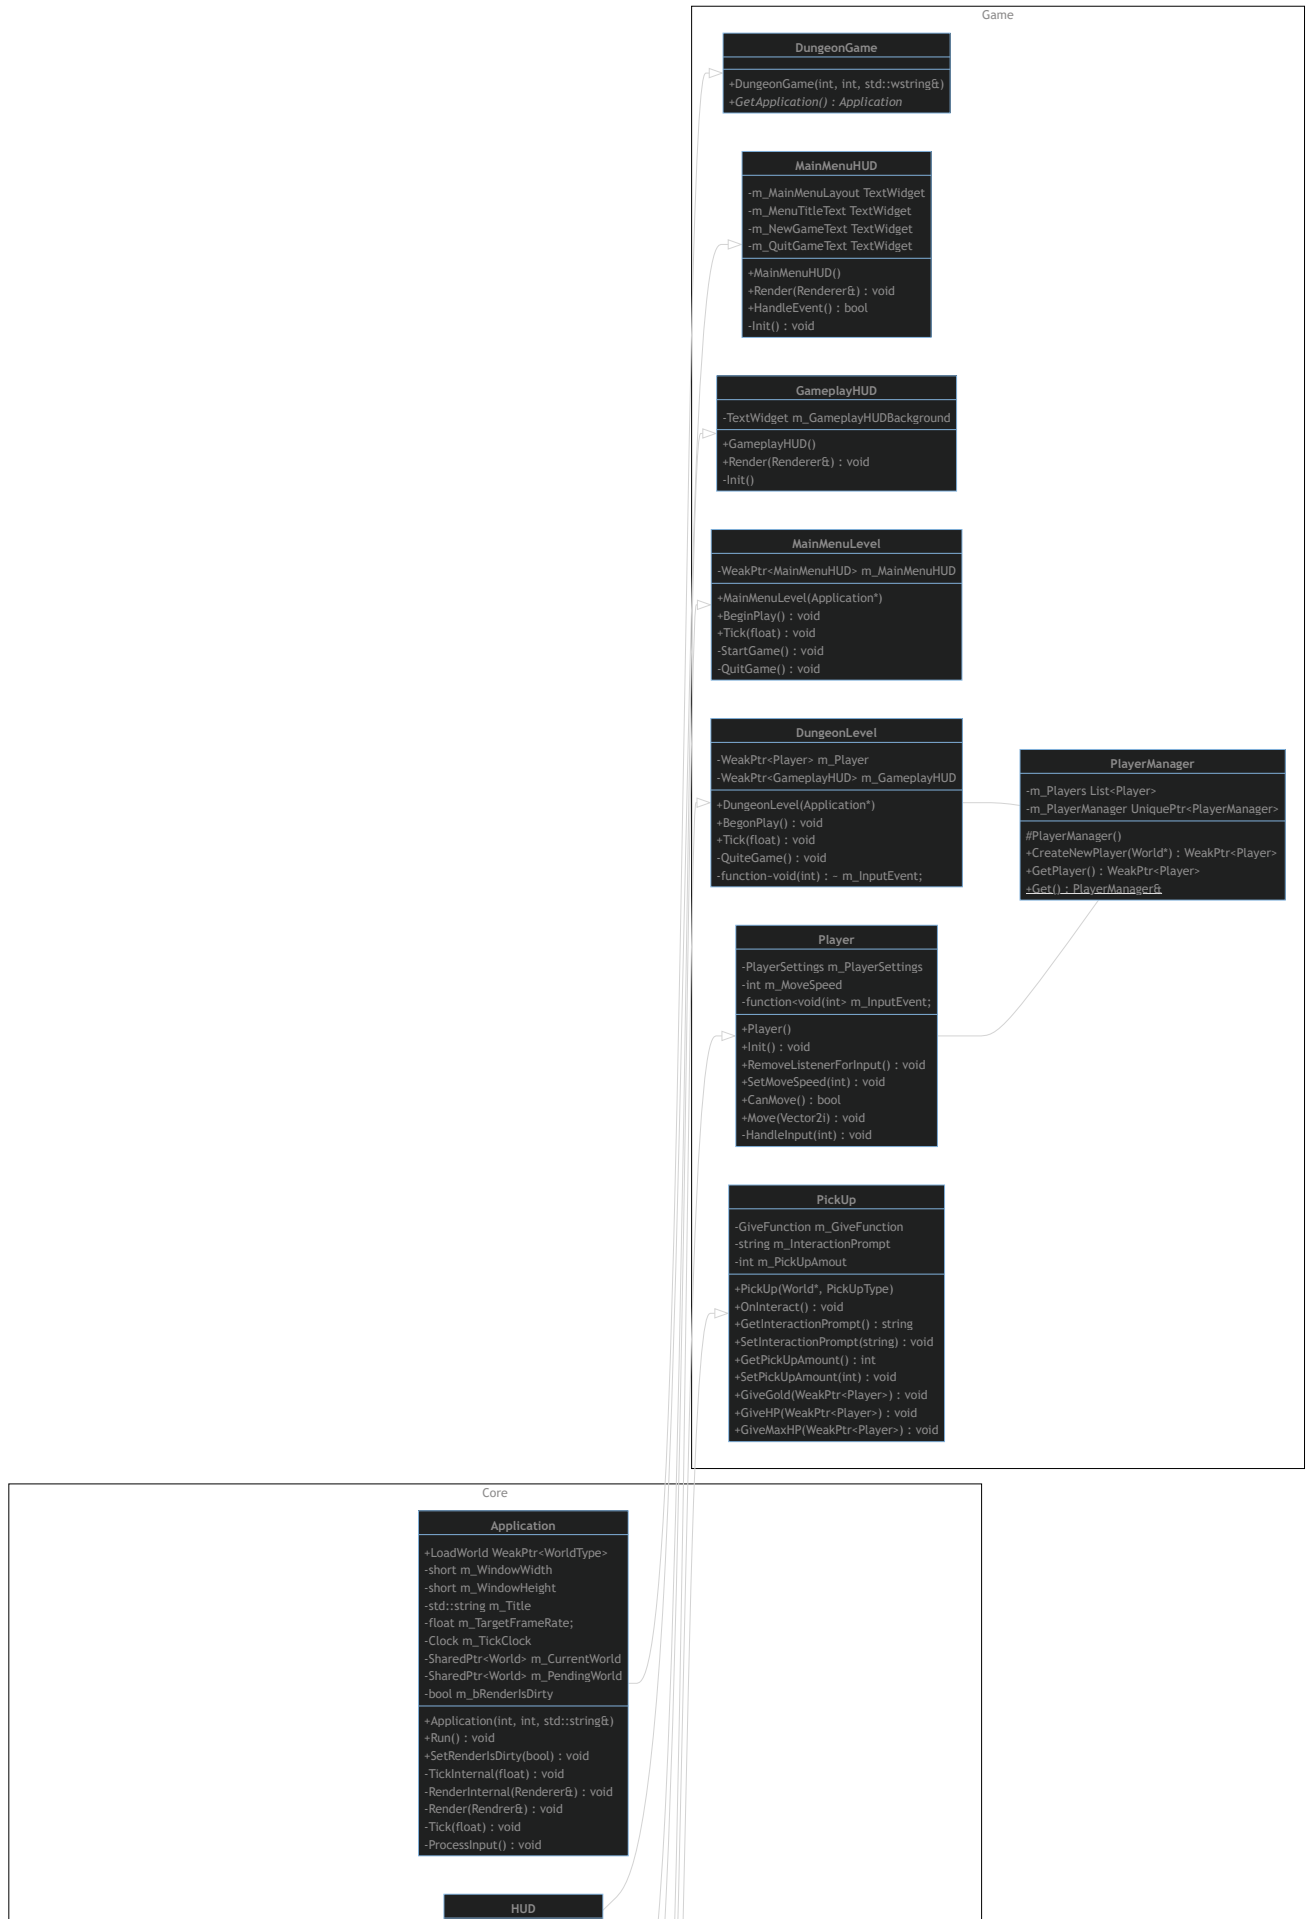 Game
DungeonGame
+DungeonGame(int, int, std::wstring&)
+GetApplication() : Application
MainMenuHUD
-m_MainMenuLayout TextWidget
-m_MenuTitleText TextWidget
-m_NewGameText TextWidget
-m_QuitGameText TextWidget
+MainMenuHUD()
+Render(Renderer&) : void
+HandleEvent() : bool
-Init() : void
GameplayHUD
-TextWidget m_GameplayHUDBackground
+GameplayHUD()
+Render(Renderer&) : void
-Init()
MainMenuLevel
-WeakPtr<MainMenuHUD> m_MainMenuHUD
+MainMenuLevel(Application*)
+BeginPlay() : void
+Tick(float) : void
-StartGame() : void
-QuitGame() : void
DungeonLevel
-WeakPtr<Player> m_Player
-WeakPtr<GameplayHUD> m_GameplayHUD
+DungeonLevel(Application*)
+BegonPlay() : void
+Tick(float) : void
-QuiteGame() : void
-function~void(int) : ~ m_InputEvent;
PlayerManager
-m_Players List<Player>
-m_PlayerManager UniquePtr<PlayerManager>
#PlayerManager()
+CreateNewPlayer(World*) : WeakPtr<Player>
+GetPlayer() : WeakPtr<Player>
+Get() : PlayerManager&
Player
-PlayerSettings m_PlayerSettings
-int m_MoveSpeed
-function<void(int> m_InputEvent;
+Player()
+Init() : void
+RemoveListenerForInput() : void
+SetMoveSpeed(int) : void
+CanMove() : bool
+Move(Vector2i) : void
-HandleInput(int) : void
PickUp
-GiveFunction m_GiveFunction
-string m_InteractionPrompt
-int m_PickUpAmout
+PickUp(World*, PickUpType)
+OnInteract() : void
+GetInteractionPrompt() : string
+SetInteractionPrompt(string) : void
+GetPickUpAmount() : int
+SetPickUpAmount(int) : void
+GiveGold(WeakPtr<Player>) : void
+GiveHP(WeakPtr<Player>) : void
+GiveMaxHP(WeakPtr<Player>) : void
Core
Application
+LoadWorld WeakPtr<WorldType>
-short m_WindowWidth
-short m_WindowHeight
-std::string m_Title
-float m_TargetFrameRate;
-Clock m_TickClock
-SharedPtr<World> m_CurrentWorld
-SharedPtr<World> m_PendingWorld
-bool m_bRenderIsDirty
+Application(int, int, std::string&)
+Run() : void
+SetRenderIsDirty(bool) : void
-TickInternal(float) : void
-RenderInternal(Renderer&) : void
-Render(Rendrer&) : void
-Tick(float) : void
-ProcessInput() : void
HUD